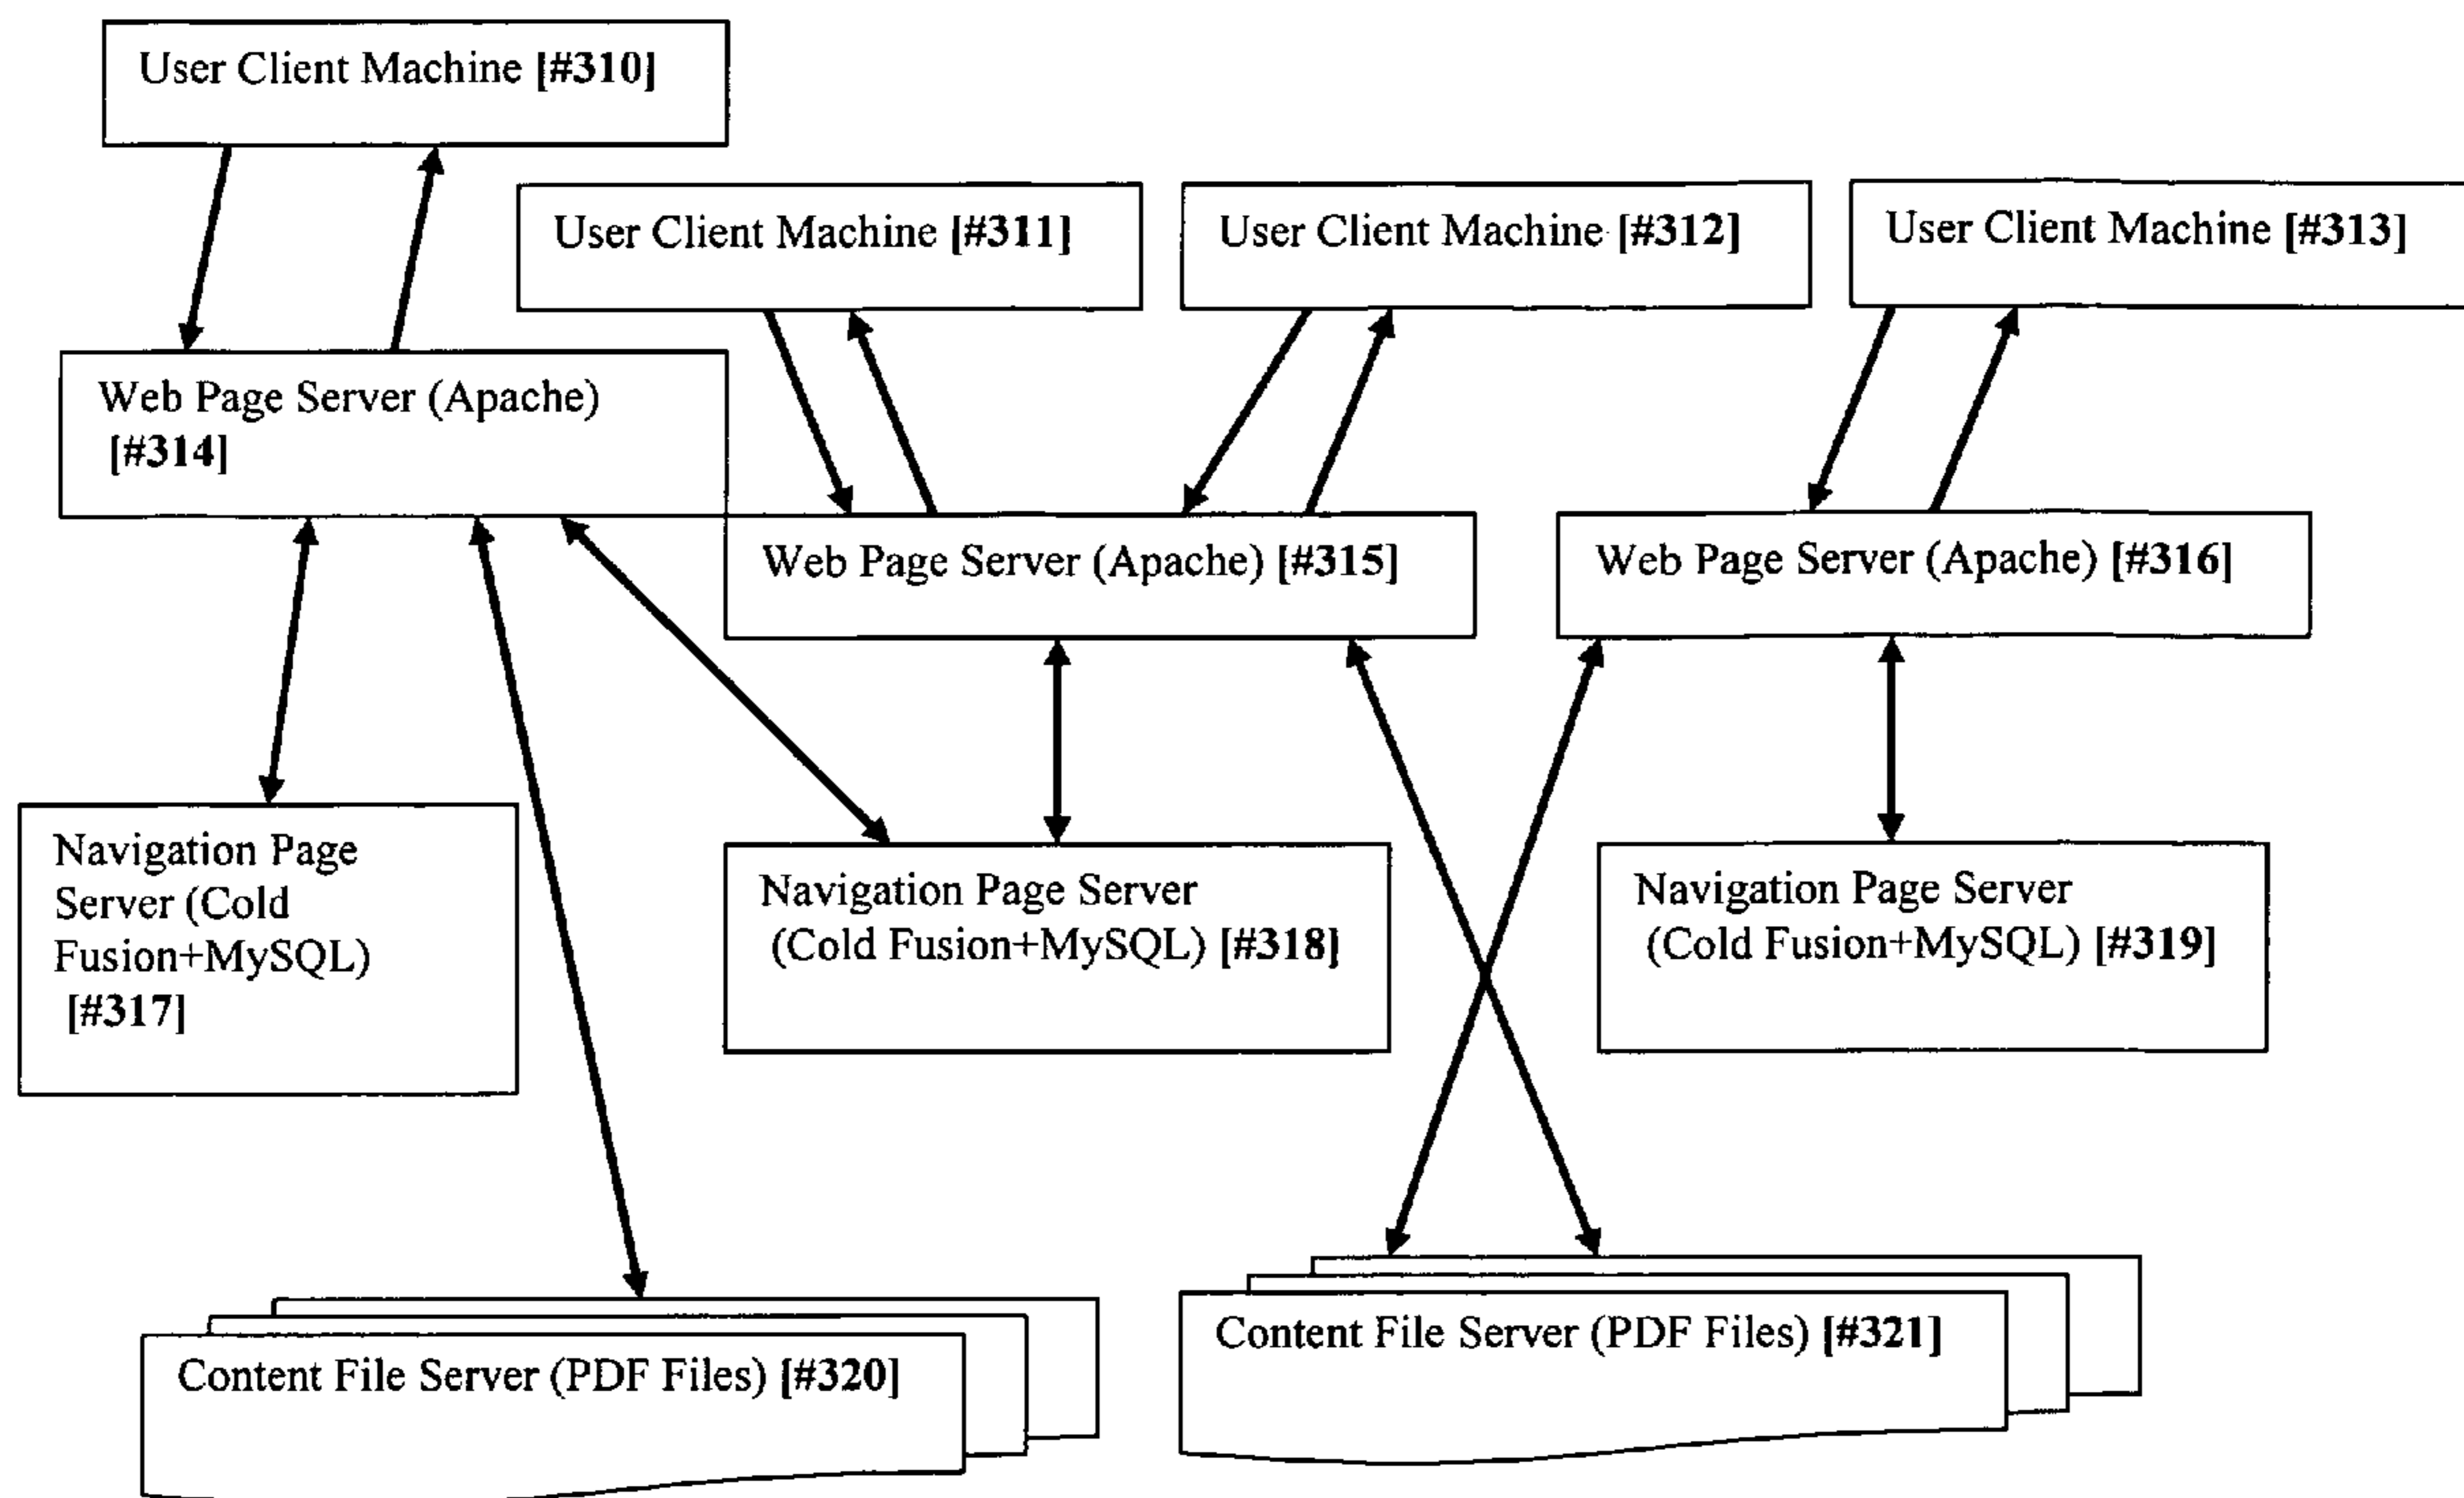 User Client Machine [#310]
User Client Machine [#311]
User Client Machine [#312]
User Client Machine [#313]
Web Page Server (Apache)
[#314]
Web Page Server (Apache) [#315]
Web Page Server (Apache) [#316]
Navigation Page
Server (Cold
Fusion+MySQL)
[#317]
Navigation Page Server
(Cold Fusion+MySQL) [#318]
Navigation Page Server
(Cold Fusion+MySQL) [#319]
Content File Server (PDF Files) [#320]
Content File Server (PDF Files) [#321]